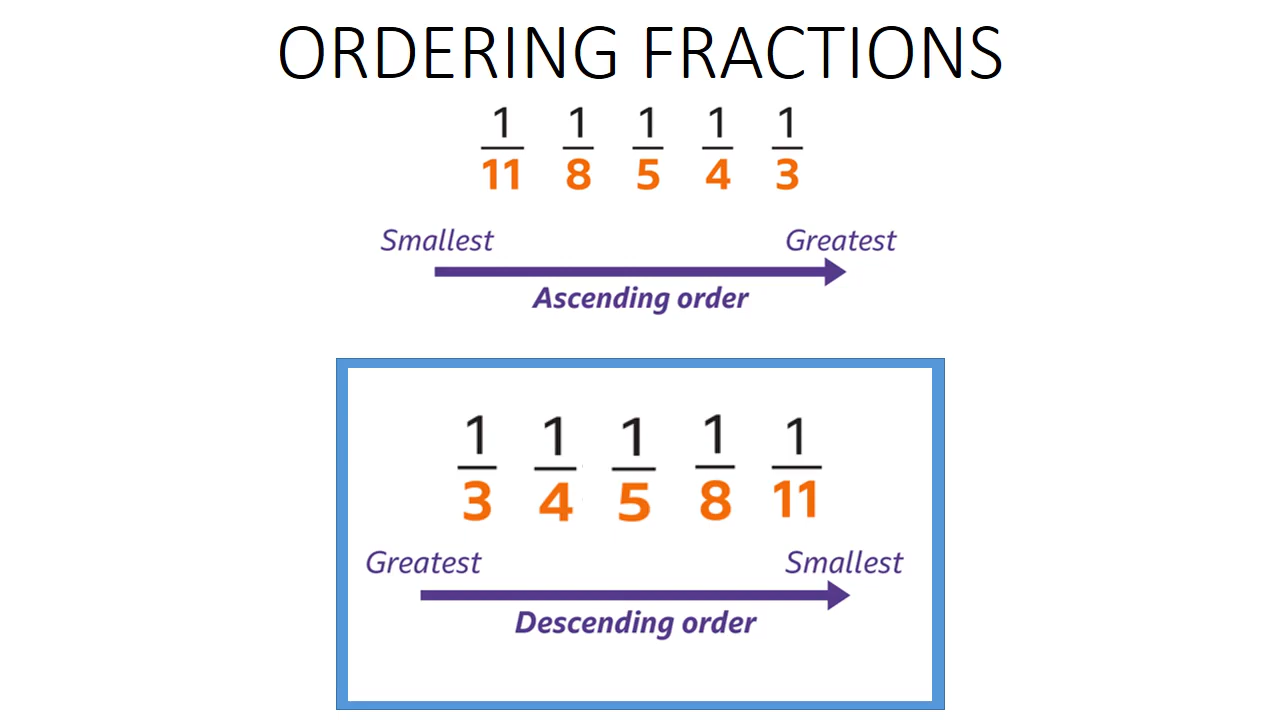 ORDERING FRACTIONS
1 1 1 1 1
11 8 5 4 3
Smallest Greatest
Ascending order
1 1 1 1 1
3 4 5 8 11
Greatest Smallest
Descending order